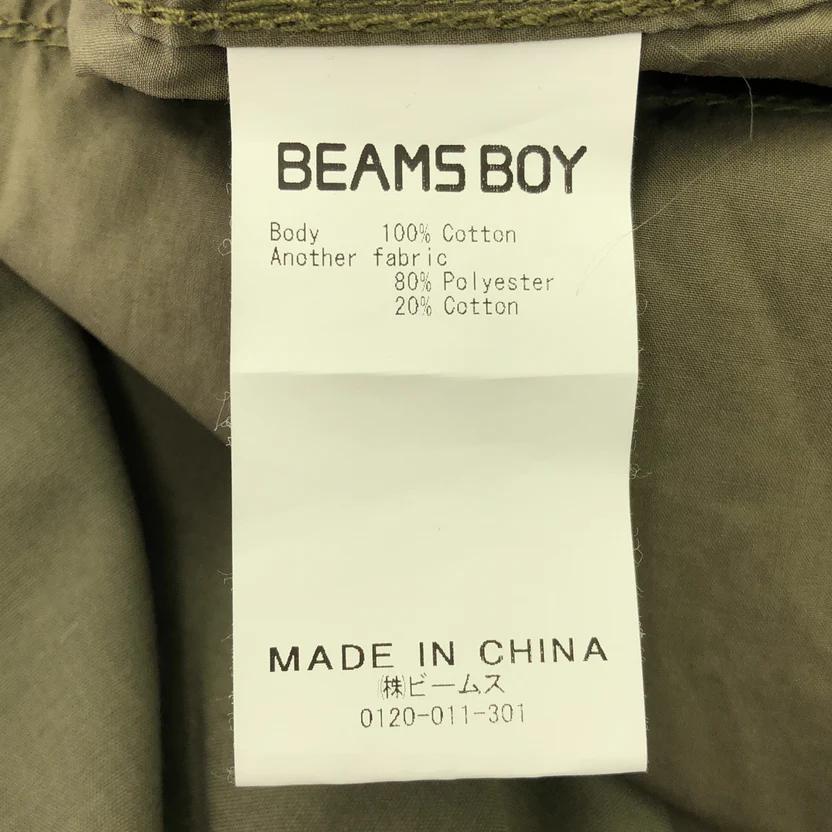 BEAMS BOY
Body 100% Cotton
Another fabric
80% Polyester
20% Cotton
MADE IN CHINA
㈱ビームス
0120-011-301